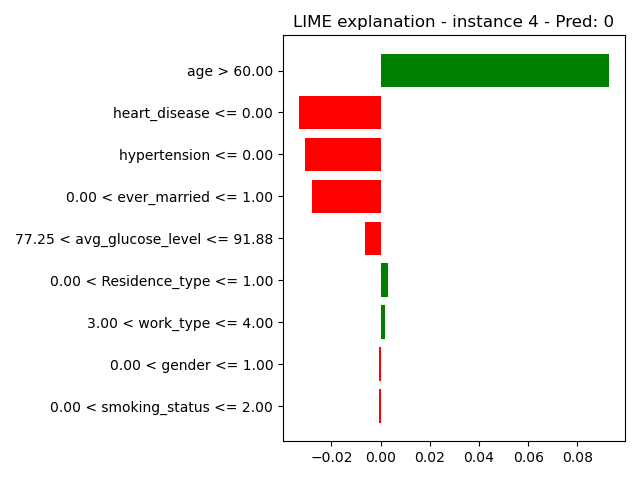 LIME explanation - instance 4 - Pred: 0
age > 60.00
heart_disease <= 0.00
hypertension <= 0.00
0.00 < ever_married <= 1.00
77.25 < avg_glucose_level <= 91.88
0.00 < Residence_type <= 1.00
3.00 < work_type <= 4.00
0.00 < gender <= 1.00
0.00 < smoking_status <= 2.00
−0.02 0.00 0.02 0.04 0.06 0.08